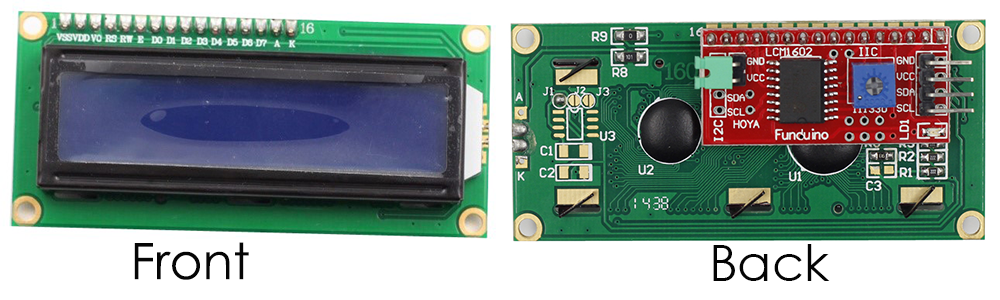 1 16
VSS VDD VO RS RW E D0 D1 D2 D3 D4 D5 D6 D7 A K
R9
R8
16
160
LCM1602 IIC
GND
VCC
SDA
SCL
HOYA
I2C
Funduino
GND
VCC
SDA
SCL
LD1
J1 J2 J3
A
U3
C1
C2
K
U2
U1
C3
R2
R1
1438
Front
Back